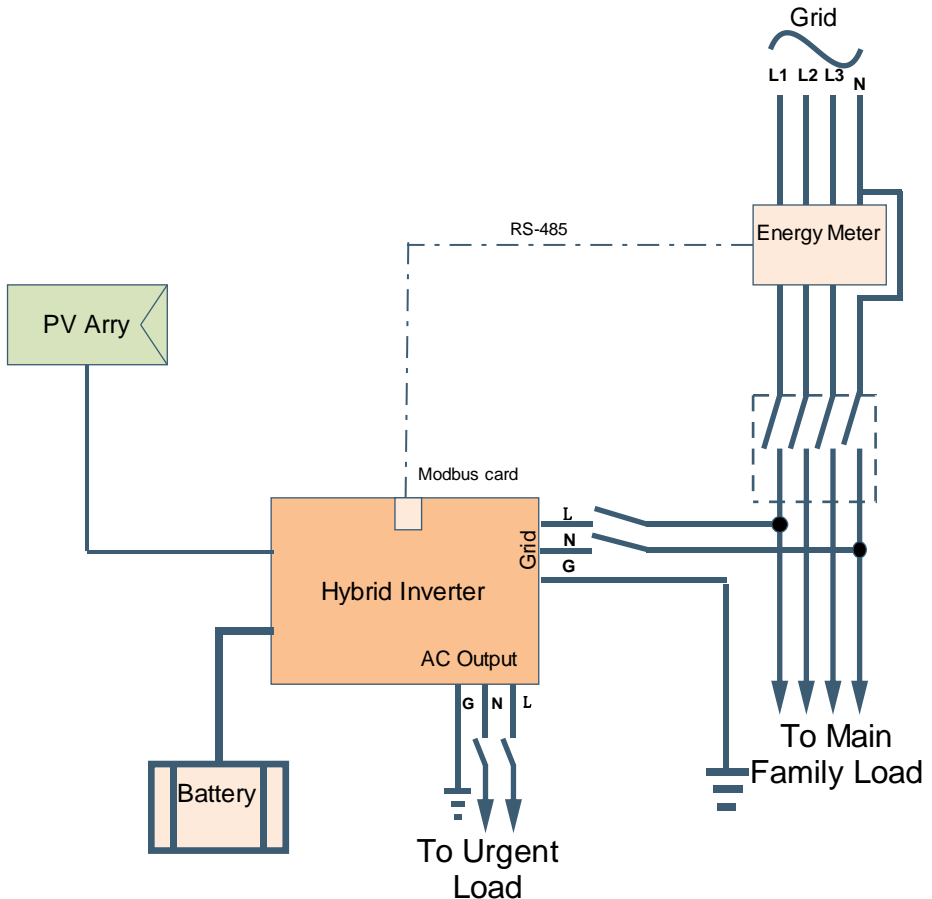 Grid
L1 L2 L3 N
RS-485
Energy Meter
PV Arry
Modbus card
L
N
G
Grid
Hybrid Inverter
AC Output
G N L
Battery
To Main
Family Load
To Urgent
Load